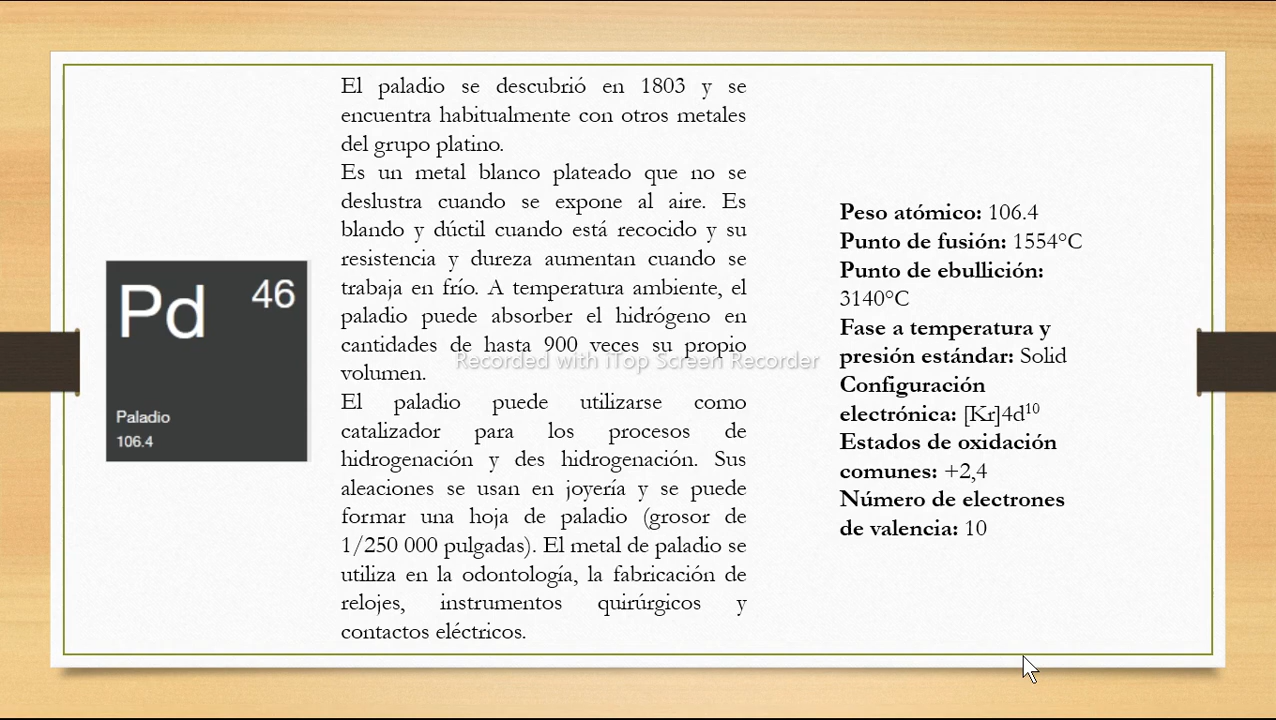 Pd
46
Paladio
106.4
El paladio se descubrió en 1803 y se
encuentra habitualmente con otros metales
del grupo platino.
Es un metal blanco plateado que no se
deslustra cuando se expone al aire. Es
blando y dúctil cuando está recocido y su
resistencia y dureza aumentan cuando se
trabaja en frío. A temperatura ambiente, el
paladio puede absorber el hidrógeno en
cantidades de hasta 900 veces su propio
volumen.
El paladio puede utilizarse como
catalizador para los procesos de
hidrogenación y des hidrogenación. Sus
aleaciones se usan en joyería y se puede
formar una hoja de paladio (grosor de
1/250 000 pulgadas). El metal de paladio se
utiliza en la odontología, la fabricación de
relojes, instrumentos quirúrgicos y
contactos eléctricos.
Recorded with iTop Screen Recorder
Peso atómico: 106.4
Punto de fusión: 1554°C
Punto de ebullición:
3140°C
Fase a temperatura y
presión estándar: Solid
Configuración
electrónica: [Kr]4d¹⁰
Estados de oxidación
comunes: +2,4
Número de electrones
de valencia: 10